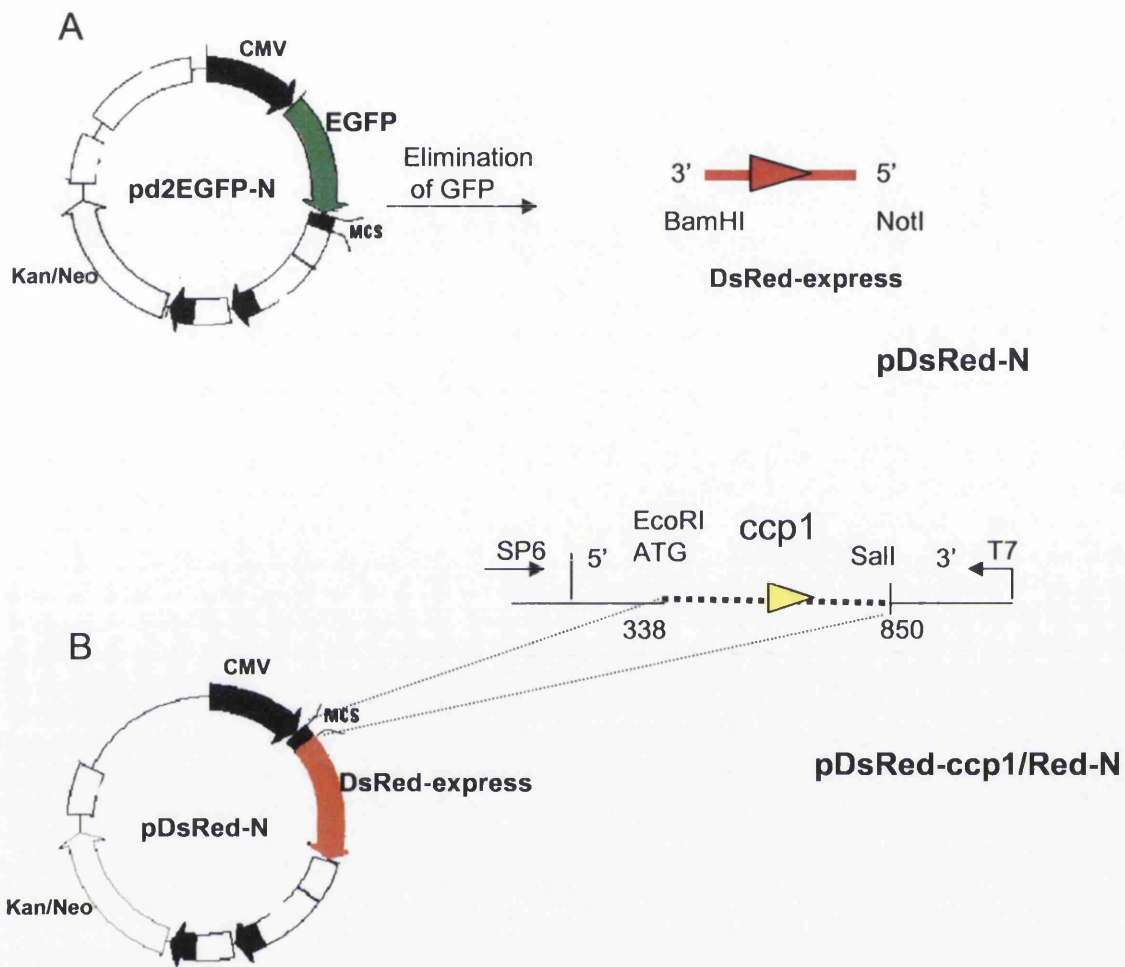 A
CMV
EGFP
pd2EGFP-N
MCS
Kan/Neo
Elimination
of GFP
3’ 5’
BamHI NotI
DsRed-express
pDsRed-N
EcoRI
ATG
ccp1
SP6 5’ SalI 3’ T7
338 850
B
CMV
MCS
DsRed-express
pDsRed-N
Kan/Neo
pDsRed-ccp1/Red-N